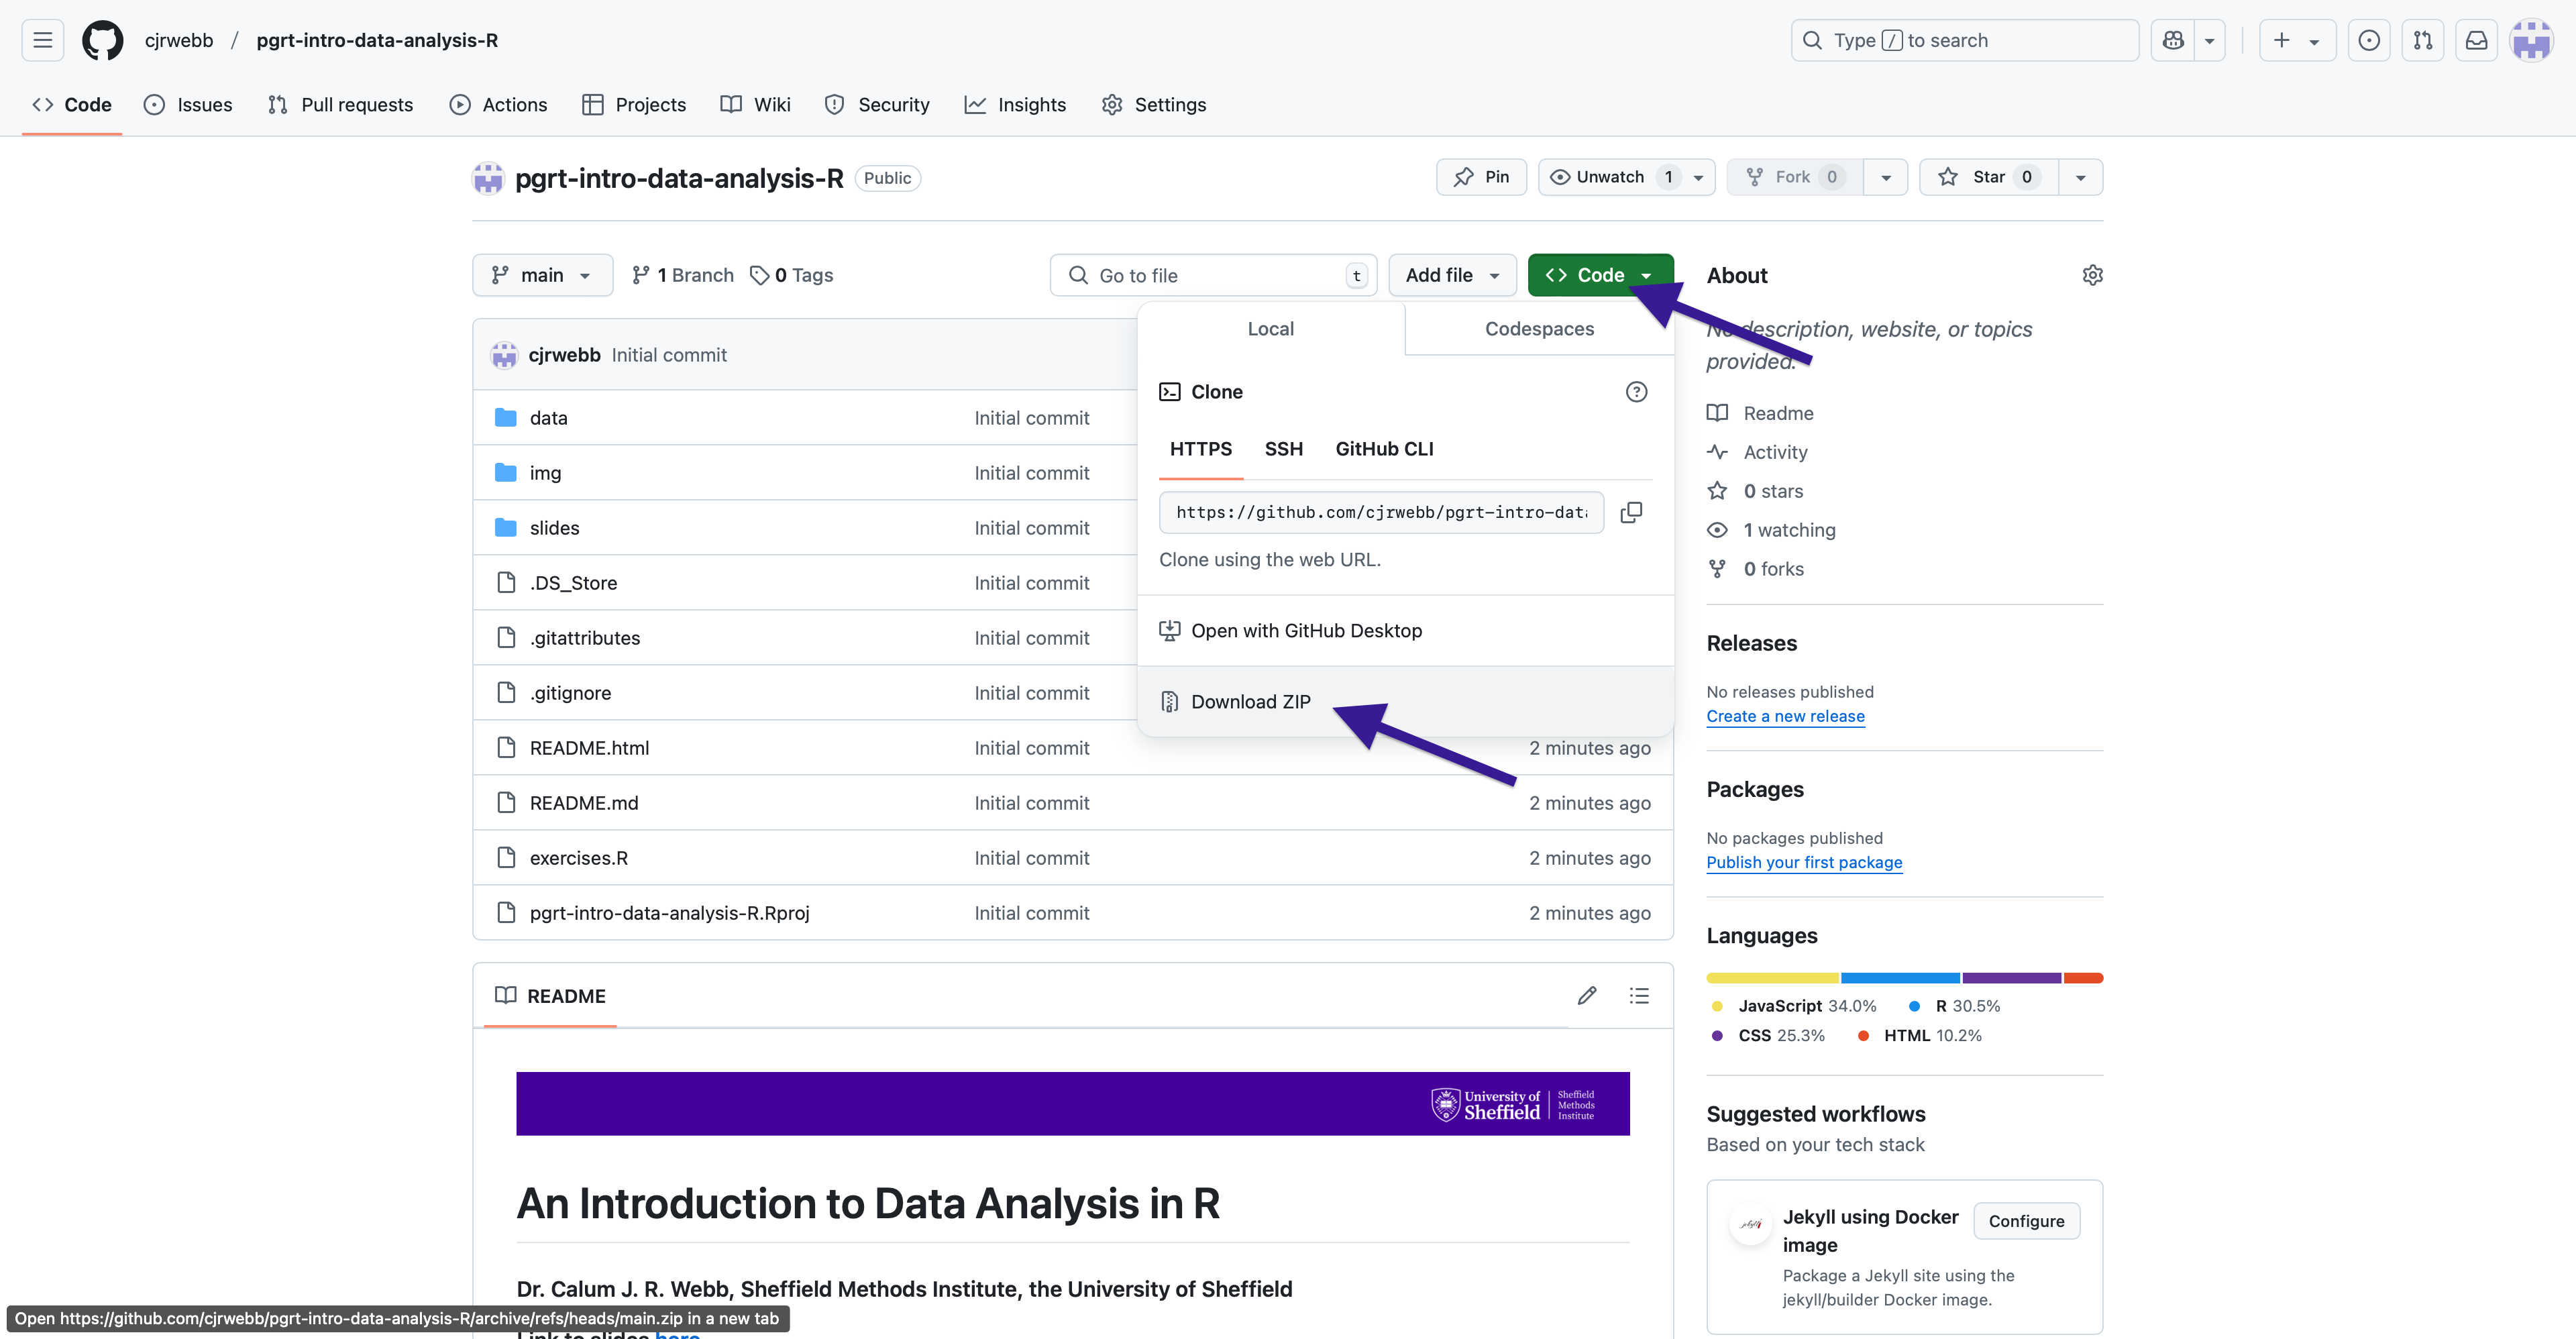 cjrwebb / pgrt-intro-data-analysis-R
Type / to search
Code
Issues
Pull requests
Actions
Projects
Wiki
Security
Insights
Settings
pgrt-intro-data-analysis-R Public
Pin
Unwatch 1
Fork 0
Star 0
main
1 Branch
0 Tags
Go to file t
Add file
Code
Local
Codespaces
Clone
HTTPS
SSH
GitHub CLI
https://github.com/cjrwebb/pgrt-intro-data
Clone using the web URL.
Open with GitHub Desktop
Download ZIP
cjrwebb Initial commit
data Initial commit
img Initial commit
slides Initial commit
.DS_Store Initial commit
.gitattributes Initial commit
.gitignore Initial commit
README.html Initial commit 2 minutes ago
README.md Initial commit 2 minutes ago
exercises.R Initial commit 2 minutes ago
pgrt-intro-data-analysis-R.Rproj Initial commit 2 minutes ago
README
University of Sheffield
Sheffield Methods Institute
An Introduction to Data Analysis in R
Dr. Calum J. R. Webb, Sheffield Methods Institute, the University of Sheffield
Link to slides here
Open https://github.com/cjrwebb/pgrt-intro-data-analysis-R/archive/refs/heads/main.zip in a new tab
About
No description, website, or topics
provided.
Readme
Activity
0 stars
1 watching
0 forks
Releases
No releases published
Create a new release
Packages
No packages published
Publish your first package
Languages
JavaScript 34.0% R 30.5%
CSS 25.3% HTML 10.2%
Suggested workflows
Based on your tech stack
jekyll
Jekyll using Docker
image
Configure
Package a Jekyll site using the
jekyll/builder Docker image.